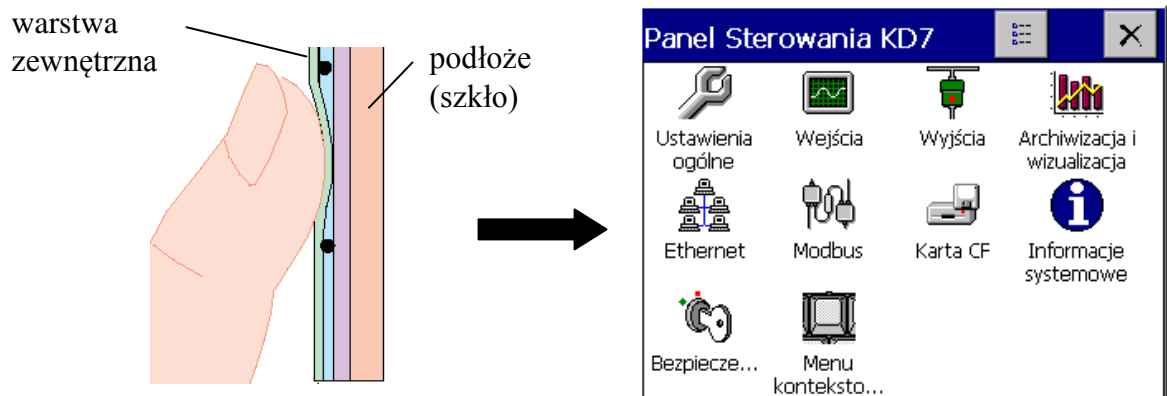 warstwa
zewnętrzna
podłoże
(szkło)
Panel Sterowania KD7
Ustawienia
ogólne
Wejścia
Wyjścia
Archiwizacja i
wizualizacja
Ethernet
Modbus
Karta CF
Informacje
systemowe
Bezpiecze...
Menu
konteksto...